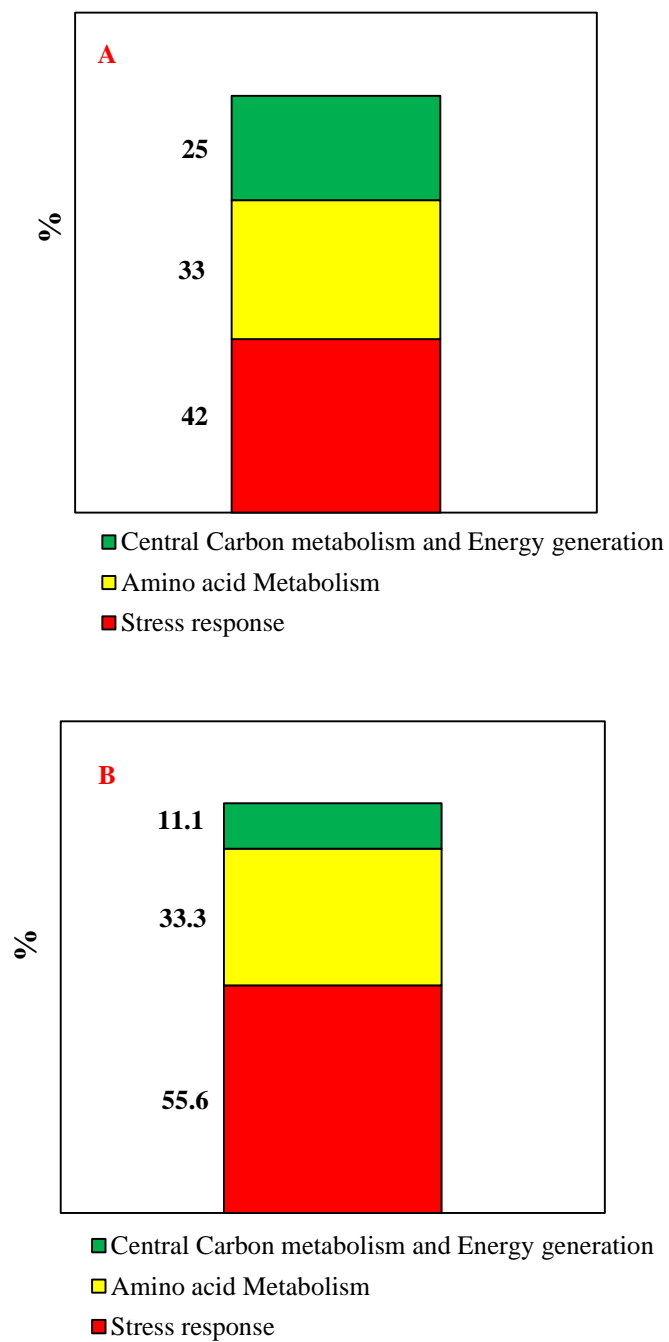 A
25
%
33
42
Central Carbon metabolism and Energy generation
Amino acid Metabolism
Stress response
B
11.1
33.3
%
55.6
Central Carbon metabolism and Energy generation
Amino acid Metabolism
Stress response